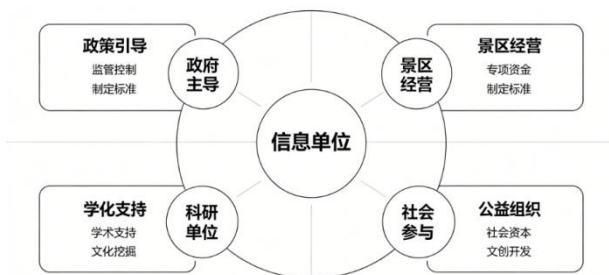 政策引导
监管控制
制定标准
政府
主导
景区
经营
景区经营
专项资金
制定标准
信息单位
学化支持
学术支持
文化挖掘
科研
单位
社会
参与
公益组织
社会资本
文创开发